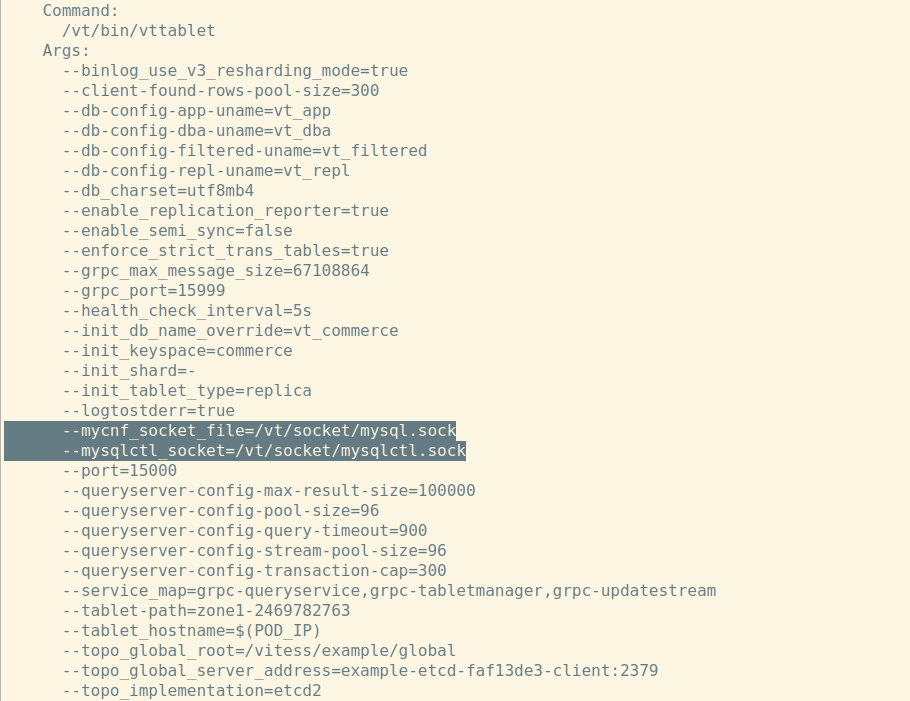 Command:
/vt/bin/vttablet
Args:
--binlog_use_v3_resharding_mode=true
--client-found-rows-pool-size=300
--db-config-app-uname=vt_app
--db-config-dba-uname=vt_dba
--db-config-filtered-uname=vt_filtered
--db-config-repl-uname=vt_repl
--db_charset=utf8mb4
--enable_replication_reporter=true
--enable_semi_sync=false
--enforce_strict_trans_tables=true
--grpc_max_message_size=67108864
--grpc_port=15999
--health_check_interval=5s
--init_db_name_override=vt_commerce
--init_keyspace=commerce
--init_shard=-
--init_tablet_type=replica
--logtostderr=true
--mycnf_socket_file=/vt/socket/mysql.sock
--mysqlctl_socket=/vt/socket/mysqlctl.sock
--port=15000
--queryserver-config-max-result-size=100000
--queryserver-config-pool-size=96
--queryserver-config-query-timeout=900
--queryserver-config-stream-pool-size=96
--queryserver-config-transaction-cap=300
--service_map=grpc-queryservice,grpc-tabletmanager,grpc-updatestream
--tablet-path=zone1-2469782763
--tablet_hostname=$(POD_IP)
--topo_global_root=/vitess/example/global
--topo_global_server_address=example-etcd-faf13de3-client:2379
--topo_implementation=etcd2